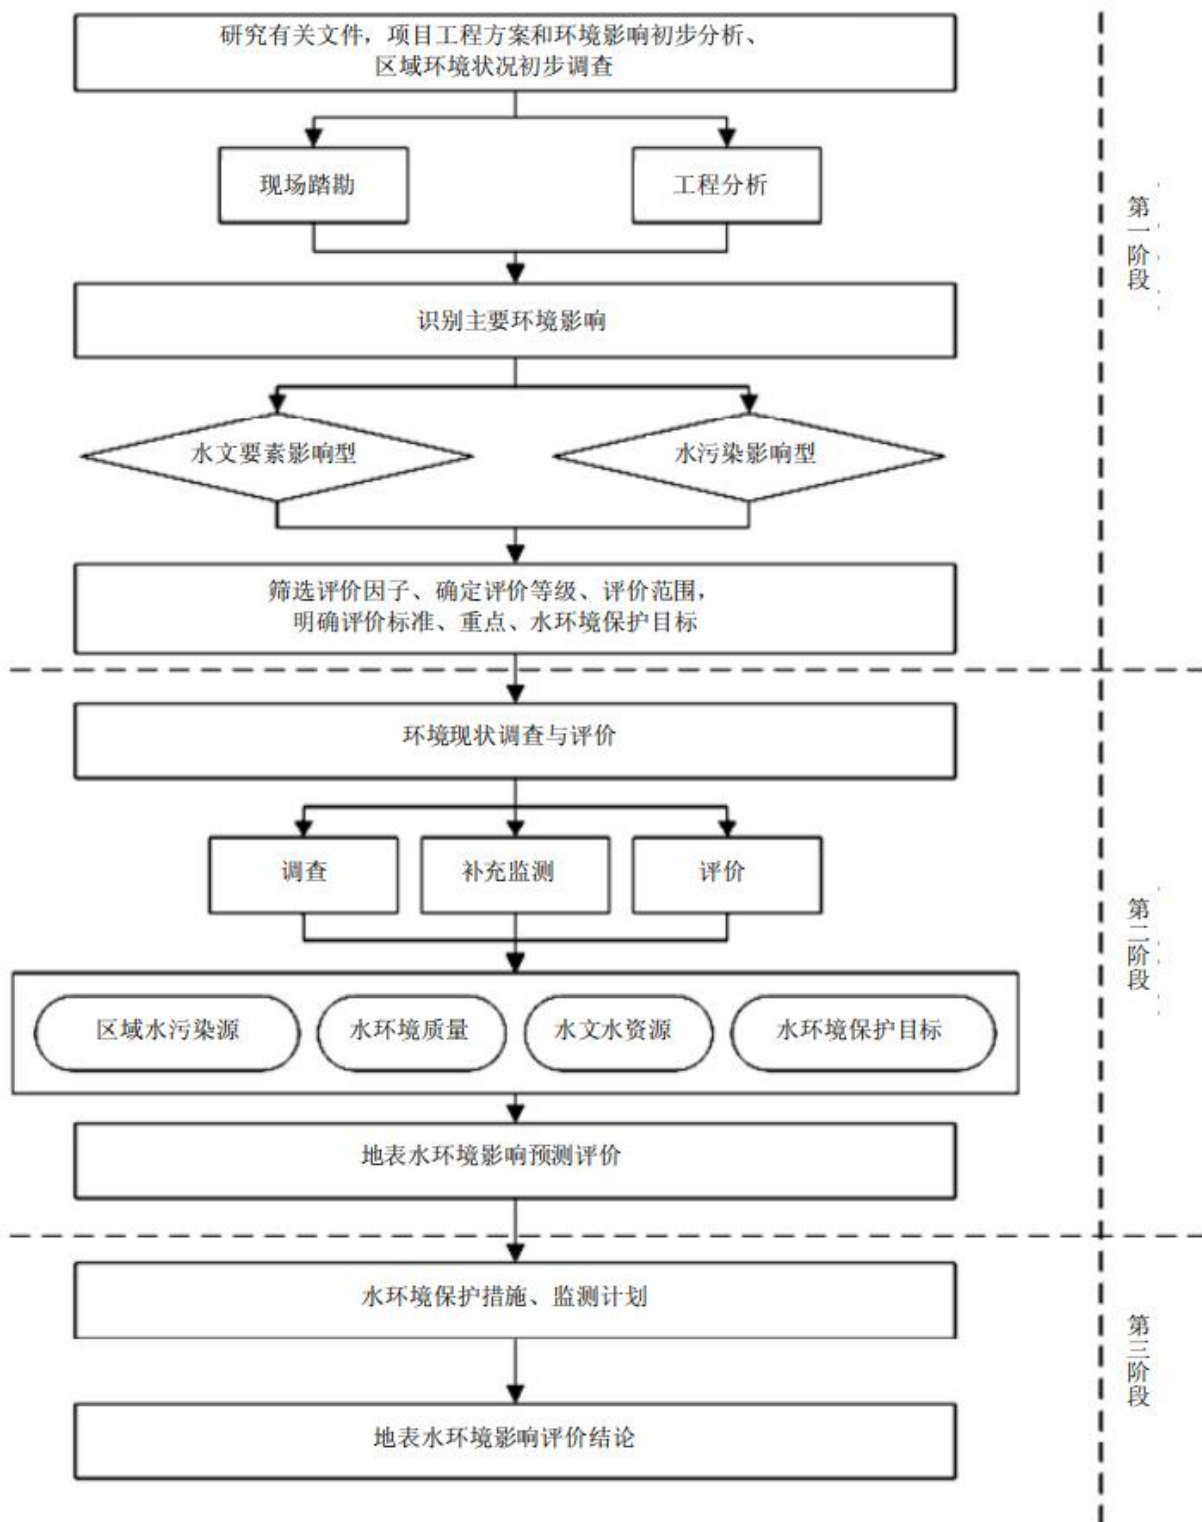 研究有关文件，项目工程方案和环境影响初步分析、
区域环境状况初步调查
现场踏勘
工程分析
第一阶段
识别主要环境影响
水文要素影响型
水污染影响型
筛选评价因子、确定评价等级、评价范围，
明确评价标准、重点、水环境保护目标
环境现状调查与评价
调查
补充监测
评价
第二阶段
区域水污染源
水环境质量
水文水资源
水环境保护目标
地表水环境影响预测评价
水环境保护措施、监测计划
第三阶段
地表水环境影响评价结论